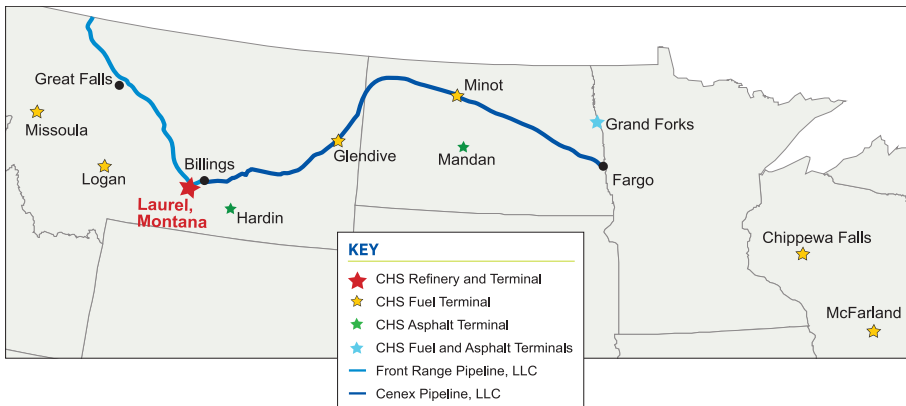 Great Falls
Minot
Missoula
Grand Forks
Glendive
Mandan
Billings
Logan
Fargo
Laurel,
Montana
Hardin
Chippewa Falls
McFarland
KEY
CHS Refinery and Terminal
CHS Fuel Terminal
CHS Asphalt Terminal
CHS Fuel and Asphalt Terminals
Front Range Pipeline, LLC
Cenex Pipeline, LLC